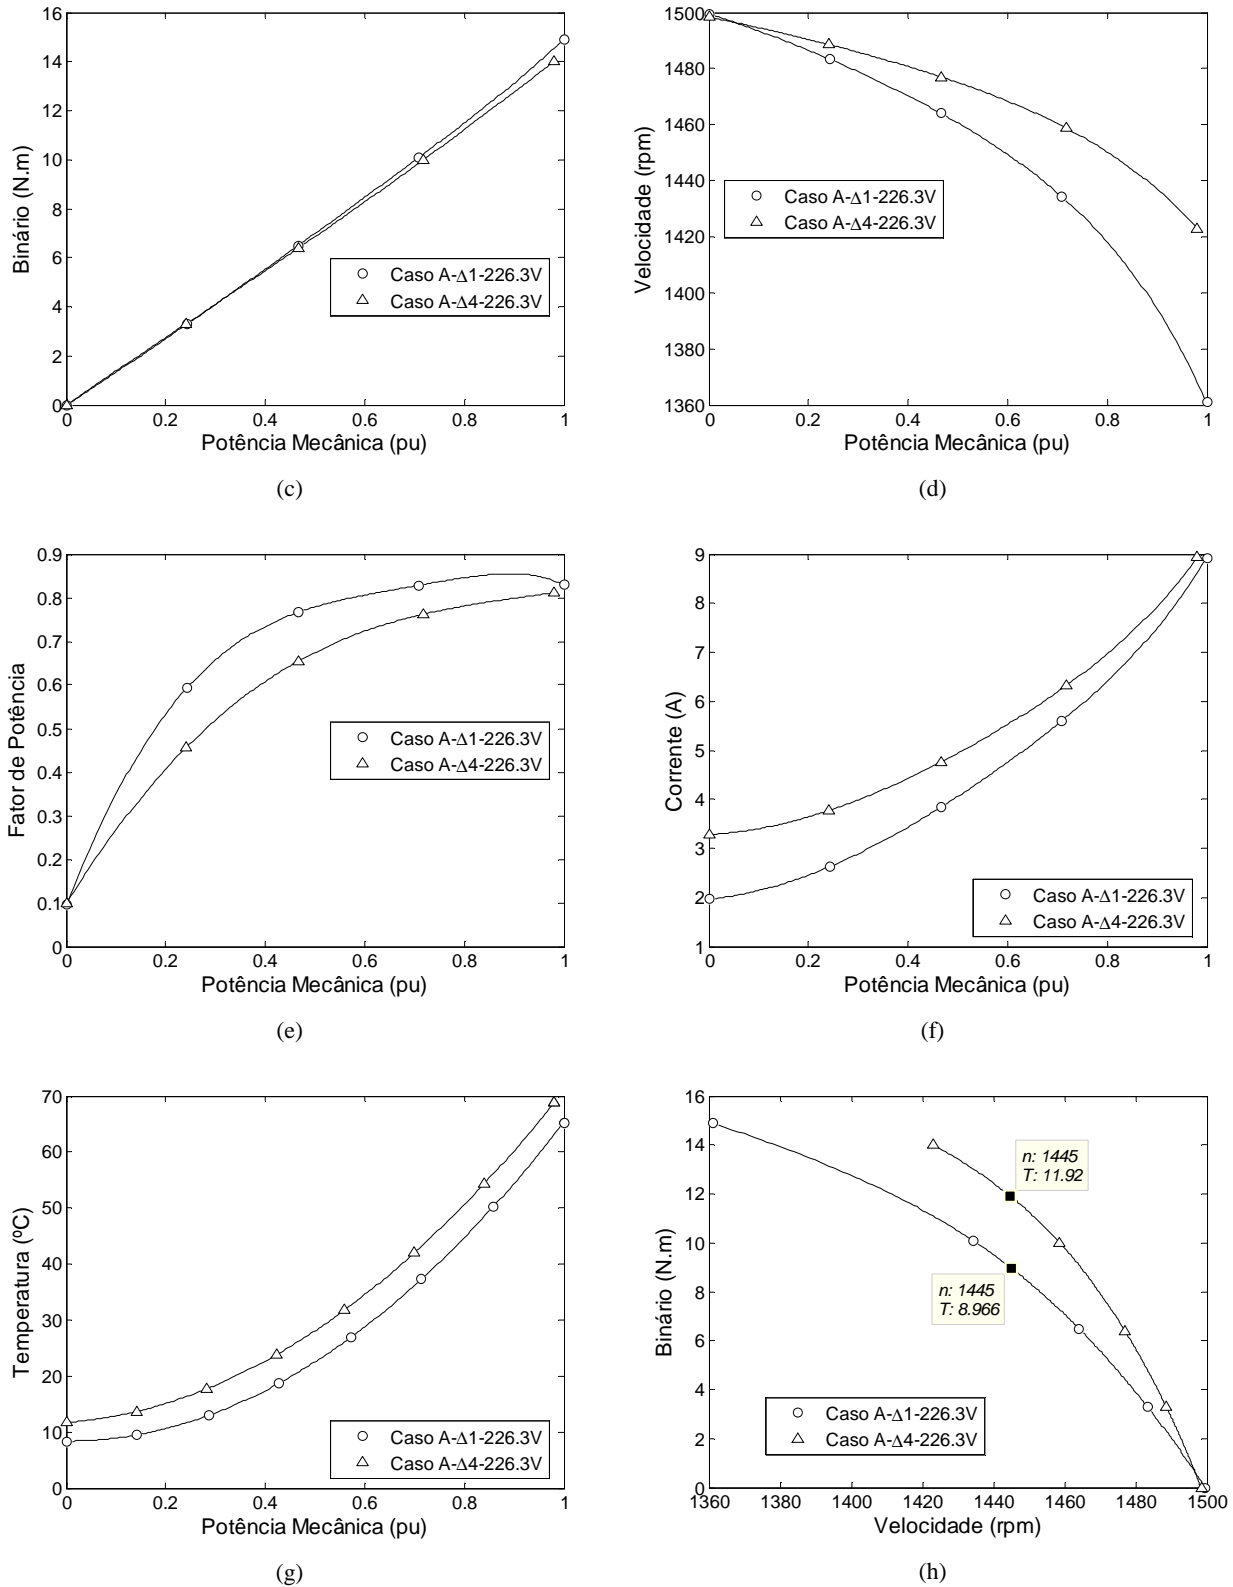 16
14
12
10
8
6
4
2
0
Binário (N.m)
0
0.2
0.4
0.6
0.8
1
Potência Mecânica (pu)
Caso A-Δ1-226.3V
Caso A-Δ4-226.3V
(c)
1500
1480
1460
1440
1420
1400
1380
1360
Velocidade (rpm)
0
0.2
0.4
0.6
0.8
1
Potência Mecânica (pu)
Caso A-Δ1-226.3V
Caso A-Δ4-226.3V
(d)
0.9
0.8
0.7
0.6
0.5
0.4
0.3
0.2
0.1
0
Fator de Potência
0
0.2
0.4
0.6
0.8
1
Potência Mecânica (pu)
Caso A-Δ1-226.3V
Caso A-Δ4-226.3V
(e)
9
8
7
6
5
4
3
2
1
Corrente (A)
0
0.2
0.4
0.6
0.8
1
Potência Mecânica (pu)
Caso A-Δ1-226.3V
Caso A-Δ4-226.3V
(f)
70
60
50
40
30
20
10
0
Temperatura (ºC)
0
0.2
0.4
0.6
0.8
1
Potência Mecânica (pu)
Caso A-Δ1-226.3V
Caso A-Δ4-226.3V
(g)
16
14
12
10
8
6
4
2
0
Binário (N.m)
1360
1380
1400
1420
1440
1460
1480
1500
Velocidade (rpm)
n: 1445
T: 11.92
n: 1445
T: 8.966
Caso A-Δ1-226.3V
Caso A-Δ4-226.3V
(h)